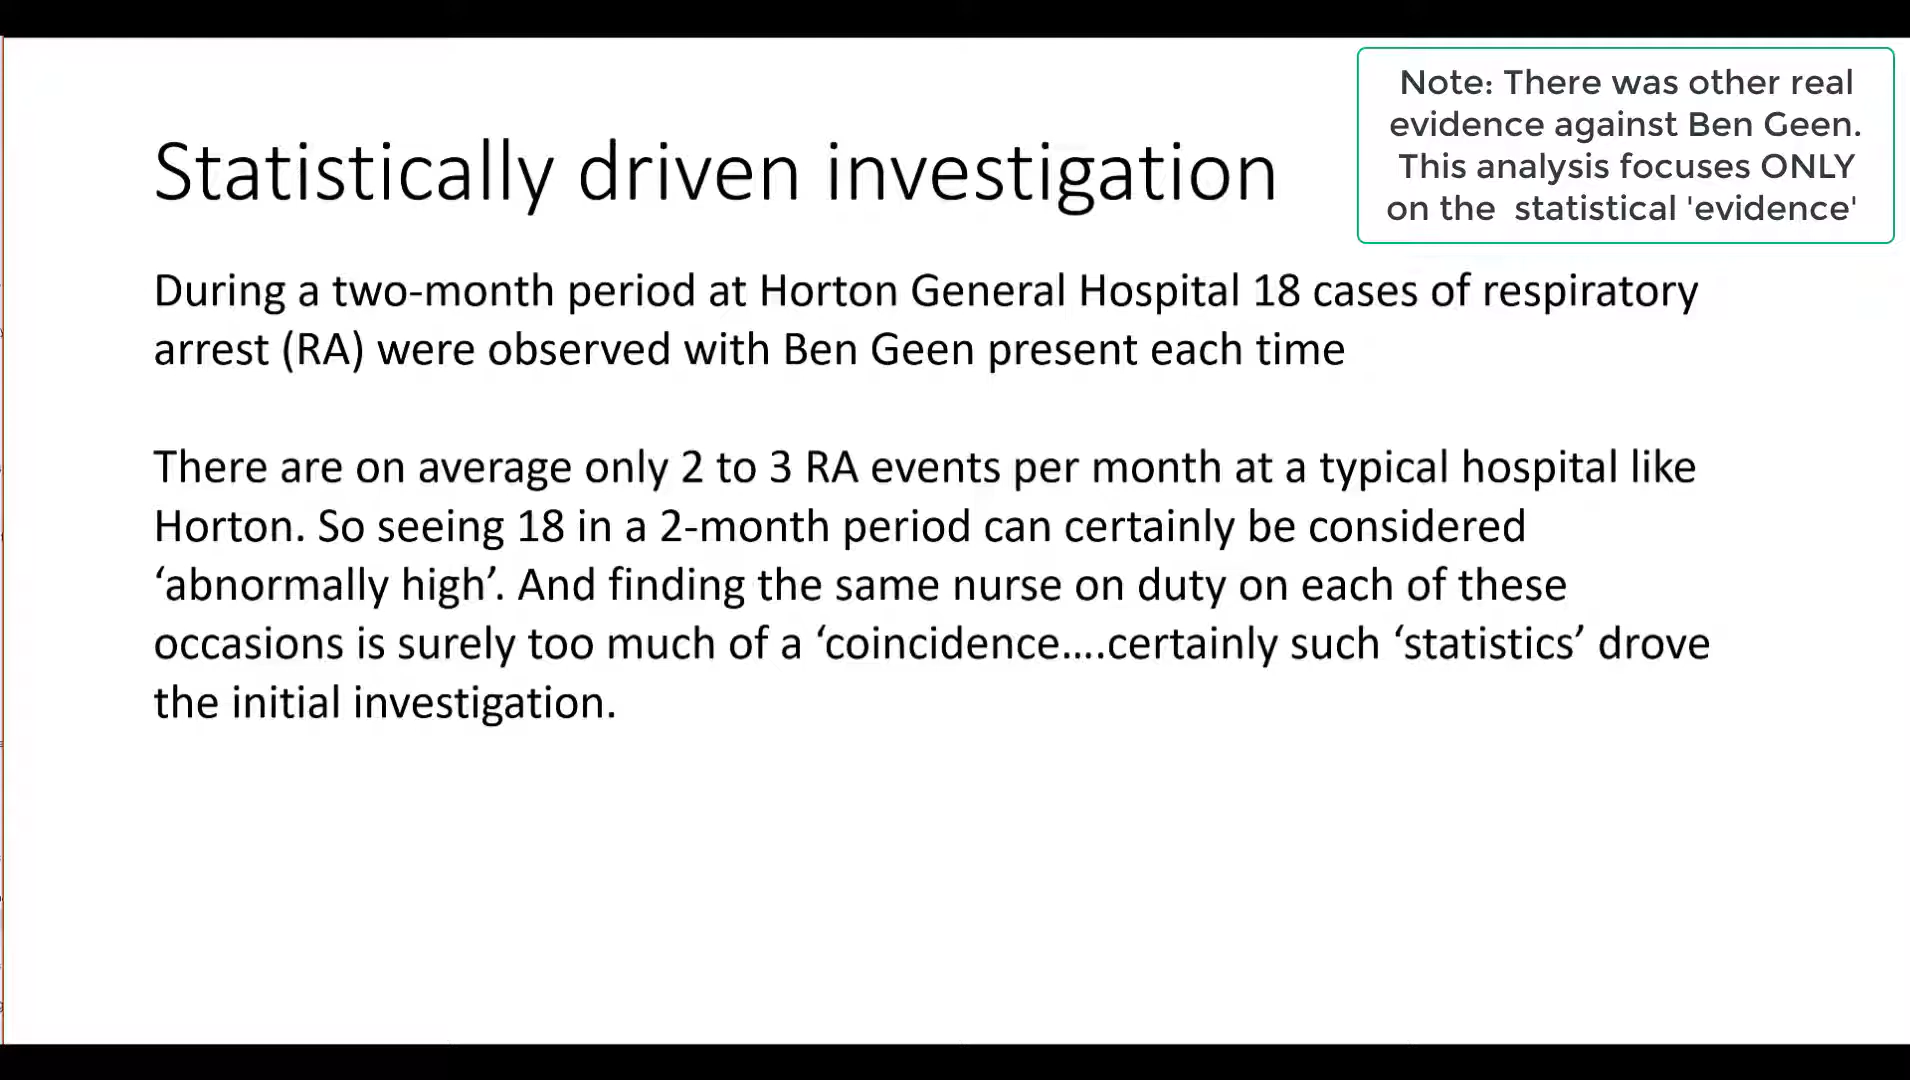 Note: There was other real
evidence against Ben Geen.
This analysis focuses ONLY
on the statistical 'evidence'
Statistically driven investigation
During a two-month period at Horton General Hospital 18 cases of respiratory
arrest (RA) were observed with Ben Geen present each time
There are on average only 2 to 3 RA events per month at a typical hospital like
Horton. So seeing 18 in a 2-month period can certainly be considered
‘abnormally high’. And finding the same nurse on duty on each of these
occasions is surely too much of a ‘coincidence….certainly such ‘statistics’ drove
the initial investigation.